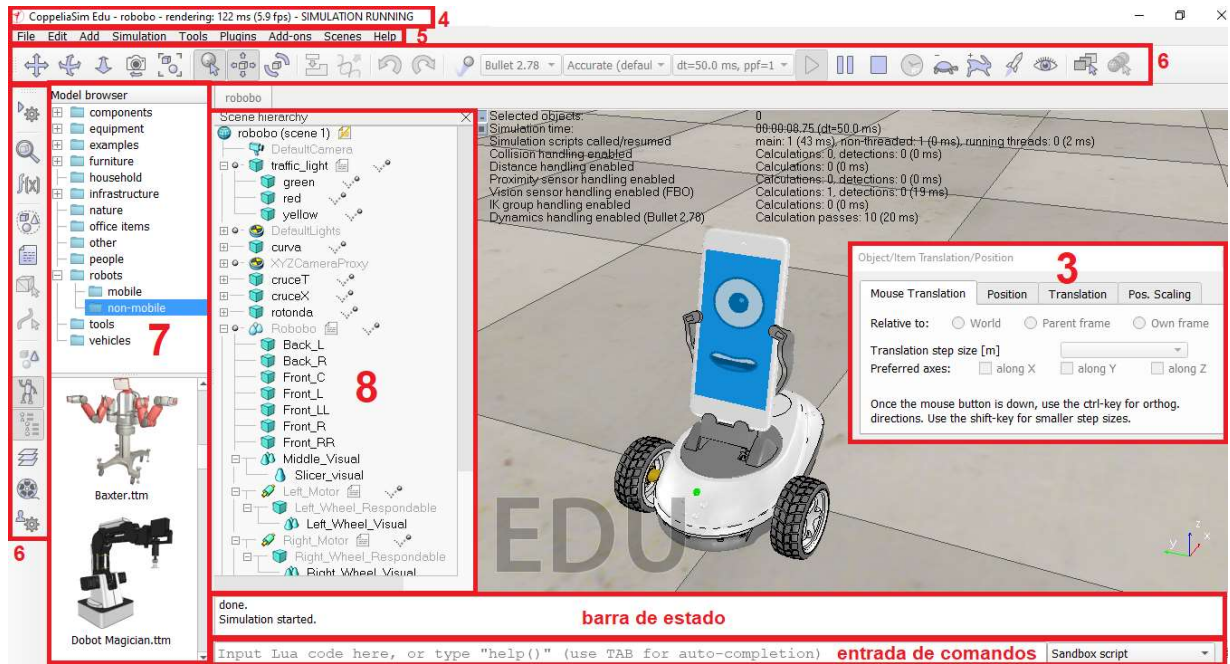 CoppeliaSim Edu - robobo - rendering: 122 ms (5.9 fps) - SIMULATION RUNNING
4
File Edit Add Simulation Tools Plugins Add-ons Scenes Help
5
Bullet 2.78
Accurate (defaul
dt=50.0 ms, ppf=1
6
Model browser
components
equipment
examples
furniture
household
infrastructure
nature
office items
other
people
robots
mobile
non-mobile
tools
vehicles
7
Baxter.ttm
Dobot Magician.ttm
6
robobo
Scene hierarchy
robobo (scene 1)
DefaultCamera
traffic_light
green
red
yellow
DefaultLights
curva
XYZCameraProxy
cruceT
cruceX
rotonda
Robobo
Back_L
Back_R
Front_C
Front_L
Front_LL
Front_R
Front_RR
Middle_Visual
Slicer_visual
Left_Motor
Left_Wheel_Respondable
Left_Wheel_Visual
Right_Motor
Right_Wheel_Respondable
Right_Wheel_Visual
8
Selected objects: 0
Simulation time: 00:00:08.75 (dt=50.0 ms)
Simulation scripts called/resumed main: 1 (43 ms), non-threaded: 1 (0 ms), running threads: 0 (2 ms)
Collision handling enabled Calculations: 0, detections: 0 (0 ms)
Distance handling enabled Calculations: 0 (0 ms)
Proximity sensor handling enabled Calculations: 0, detections: 0 (0 ms)
Vision sensor handling enabled (FBO) Calculations: 1, detections: 0 (19 ms)
IK group handling enabled Calculations: 0 (0 ms)
Dynamics handling enabled (Bullet 2.78) Calculation passes: 10 (20 ms)
Object/Item Translation/Position
3
Mouse Translation Position Translation Pos. Scaling
Relative to: World Parent frame Own frame
Translation step size [m]
Preferred axes: along X along Y along Z
Once the mouse button is down, use the ctrl-key for orthog.
directions. Use the shift-key for smaller step sizes.
EDU
z
y x
done.
Simulation started.
barra de estado
Input Lua code here, or type "help()" (use TAB for auto-completion)
entrada de comandos
Sandbox script